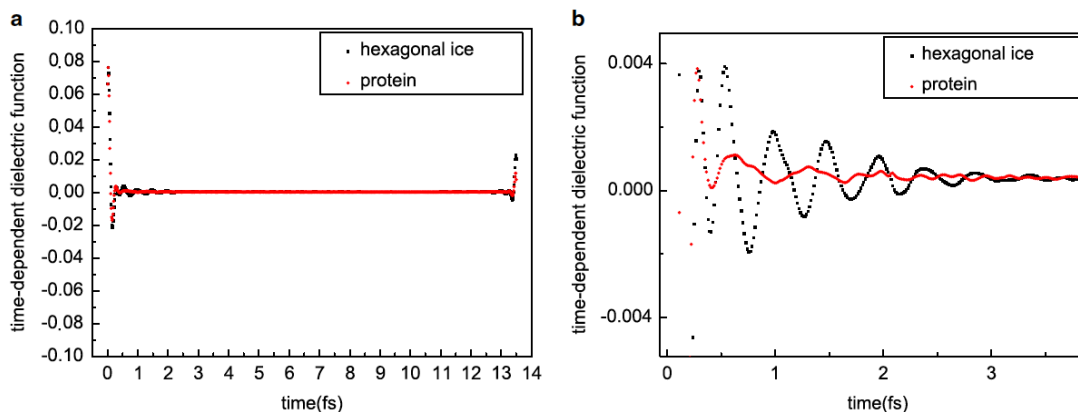 a
time-dependent dielectric function
0.10
0.08
0.06
0.04
0.02
0.00
-0.02
-0.04
-0.06
-0.08
-0.10
hexagonal ice
protein
0 1 2 3 4 5 6 7 8 9 10 11 12 13 14
time(fs)
b
time-dependent dielectric function
0.004
0.000
-0.004
hexagonal ice
protein
0 1 2 3
time(fs)